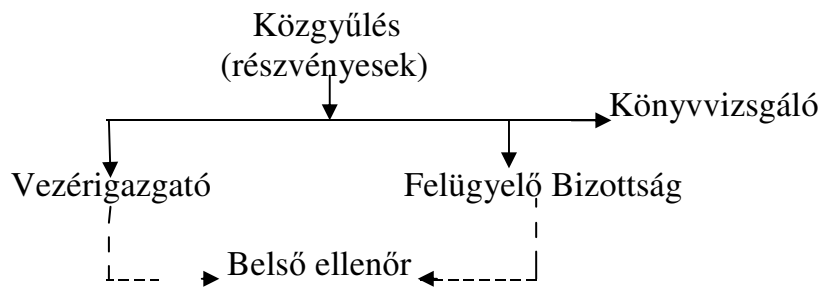 Közgyűlés
(részvényesek)
Könyvvizsgáló
Vezérigazgató Felügyelő Bizottság
Belső ellenőr